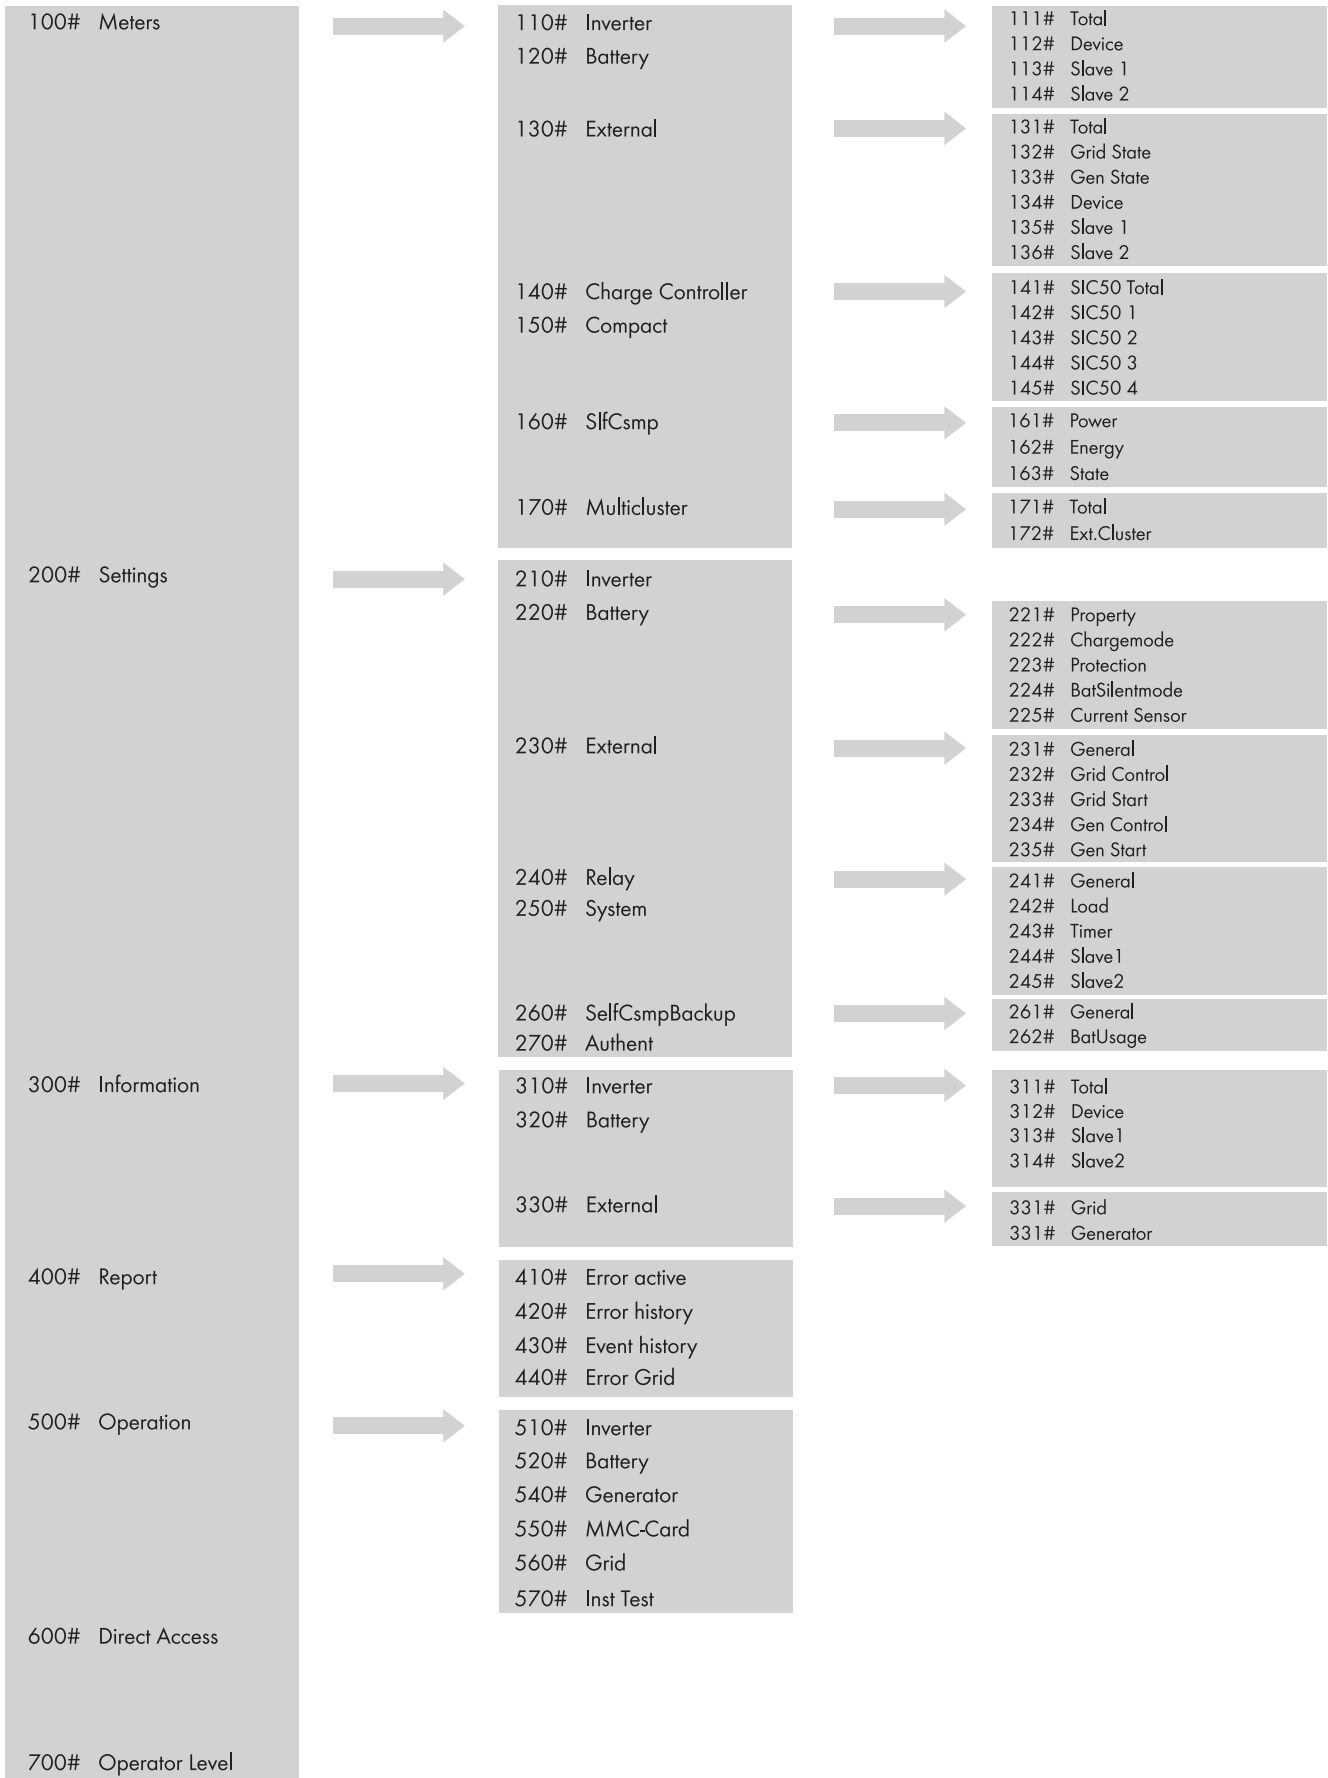 100# Meters
110# Inverter
111# Total
112# Device
113# Slave 1
114# Slave 2
120# Battery
130# External
131# Total
132# Grid State
133# Gen State
134# Device
135# Slave 1
136# Slave 2
140# Charge Controller
141# SIC50 Total
142# SIC50 1
143# SIC50 2
144# SIC50 3
145# SIC50 4
150# Compact
160# SlfCsmp
161# Power
162# Energy
163# State
170# Multicluster
171# Total
172# Ext.Cluster
200# Settings
210# Inverter
220# Battery
221# Property
222# Chargemode
223# Protection
224# BatSilentmode
225# Current Sensor
230# External
231# General
232# Grid Control
233# Grid Start
234# Gen Control
235# Gen Start
240# Relay
241# General
242# Load
243# Timer
244# Slave1
245# Slave2
250# System
260# SelfCsmpBackup
261# General
262# BatUsage
270# Authent
300# Information
310# Inverter
311# Total
312# Device
313# Slave1
314# Slave2
320# Battery
330# External
331# Grid
331# Generator
400# Report
410# Error active
420# Error history
430# Event history
440# Error Grid
500# Operation
510# Inverter
520# Battery
540# Generator
550# MMC-Card
560# Grid
570# Inst Test
600# Direct Access
700# Operator Level